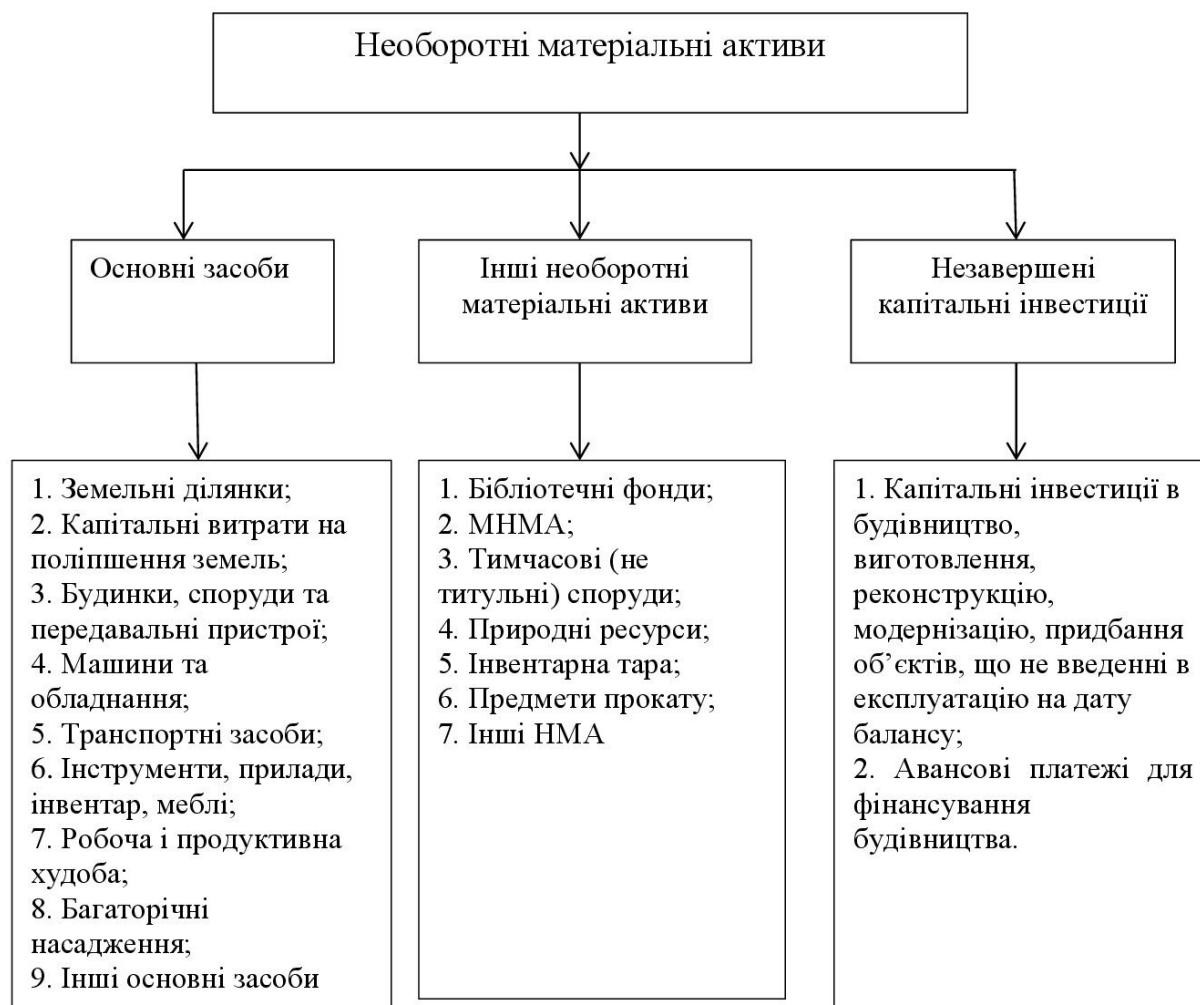 Необоротні матеріальні активи
Основні засоби
Інші необоротні
матеріальні активи
Незавершені
капітальні інвестиції
1. Земельні ділянки;
2. Капітальні витрати на
поліпшення земель;
3. Будинки, споруди та
передавальні пристрої;
4. Машини та
обладнання;
5. Транспортні засоби;
6. Інструменти, прилади,
інвентар, меблі;
7. Робоча і продуктивна
худоба;
8. Багаторічні
насадження;
9. Інші основні засоби
1. Бібліотечні фонди;
2. МНМА;
3. Тимчасові (не
титульні) споруди;
4. Природні ресурси;
5. Інвентарна тара;
6. Предмети прокату;
7. Інші НМА
1. Капітальні інвестиції в
будівництво,
виготовлення,
реконструкцію,
модернізацію, придбання
об’єктів, що не введенні в
експлуатацію на дату
балансу;
2. Авансові платежі для
фінансування
будівництва.